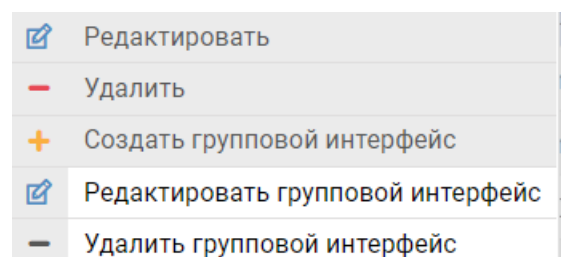 Редактировать
Удалить
Создать групповой интерфейс
Редактировать групповой интерфейс
Удалить групповой интерфейс